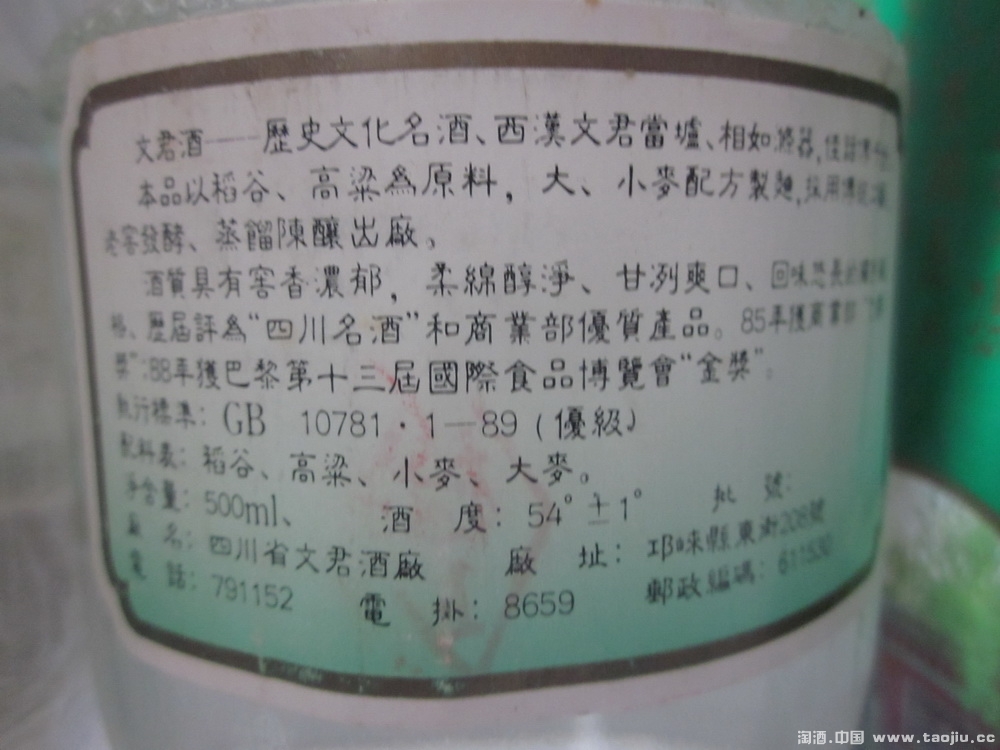 文君酒——歷史文化名酒、西漢文君當壚、相如滌器,佳話
本品以稻谷、高粱為原料,大、小麥配方製麯,採用傳統
老窖發酵、蒸餾陳釀出廠。
酒質具有窖香濃郁,柔綿醇淨、甘冽爽口、回味悠長
格、歷屆評為“四川名酒”和商業部優質產品。85年獲商業部
獎”;88年獲巴黎第十三屆國際食品博覽會“金獎”。
執行標準:GB 10781·1—89(優級)
配料表:稻谷、高粱、小麥、大麥。
淨含量:500ml、 酒度:54°±1° 批號:
廠名:四川省文君酒廠 廠址:邛崍縣東街208號
電話:791152 電掛:8659 郵政編碼:611530
淘酒.中国 www.taojiu.cc